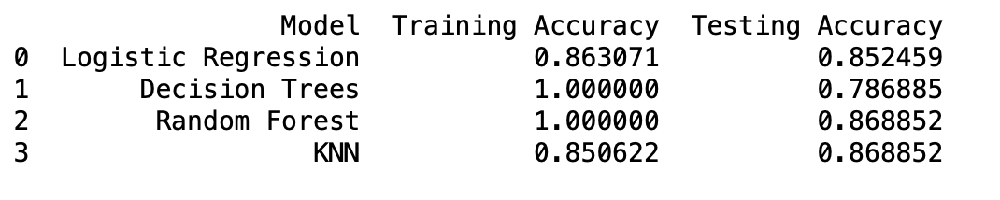 Model Training Accuracy Testing Accuracy
0 Logistic Regression 0.863071 0.852459
1 Decision Trees 1.000000 0.786885
2 Random Forest 1.000000 0.868852
3 KNN 0.850622 0.868852